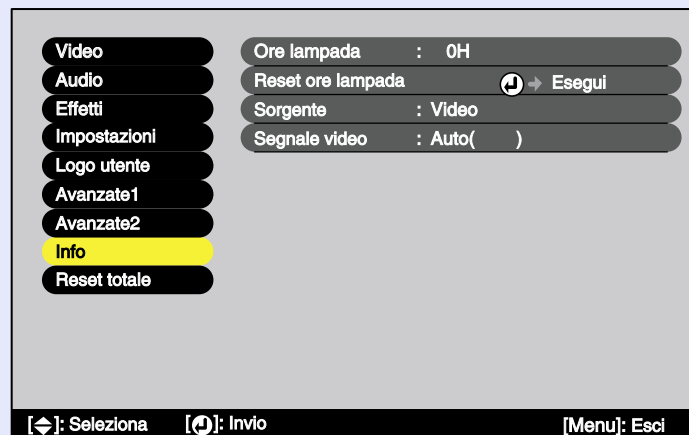 Video
Audio
Effetti
Impostazioni
Logo utente
Avanzate1
Avanzate2
Info
Reset totale
Ore lampada : 0H
Reset ore lampada Esegui
Sorgente : Video
Segnale video : Auto( )
[ ]: Seleziona [ ]: Invio [Menu]: Esci